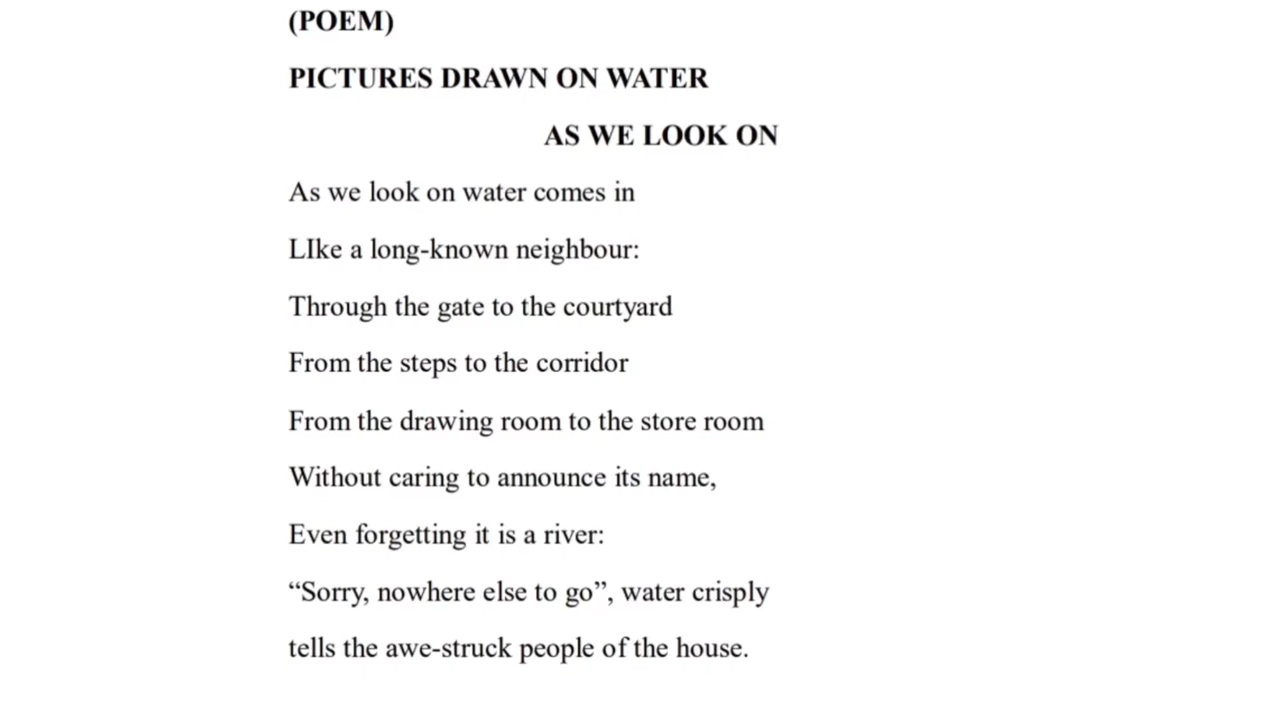 (POEM)
PICTURES DRAWN ON WATER
AS WE LOOK ON
As we look on water comes in
LIke a long-known neighbour:
Through the gate to the courtyard
From the steps to the corridor
From the drawing room to the store room
Without caring to announce its name,
Even forgetting it is a river:
“Sorry, nowhere else to go”, water crisply
tells the awe-struck people of the house.